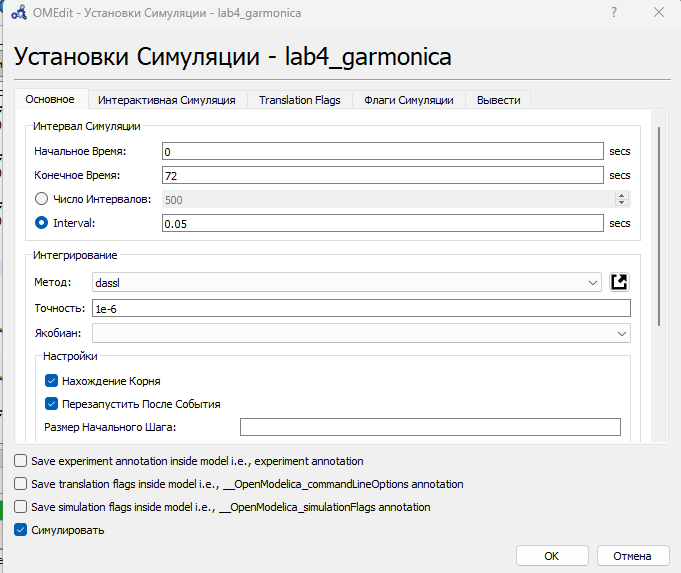 OMEdit - Установки Симуляции - lab4_garmonica
Установки Симуляции - lab4_garmonica
Основное Интерактивная Симуляция Translation Flags Флаги Симуляции Вывести
Интервал Симуляции
Начальное Время: 0 secs
Конечное Время: 72 secs
Число Интервалов: 500
Interval: 0.05 secs
Интегрирование
Метод: dassl
Точность: 1e-6
Якобиан:
Настройки
Нахождение Корня
Перезапустить После События
Размер Начального Шага:
Save experiment annotation inside model i.e., experiment annotation
Save translation flags inside model i.e., __OpenModelica_commandLineOptions annotation
Save simulation flags inside model i.e., __OpenModelica_simulationFlags annotation
Симулировать
OK Отмена